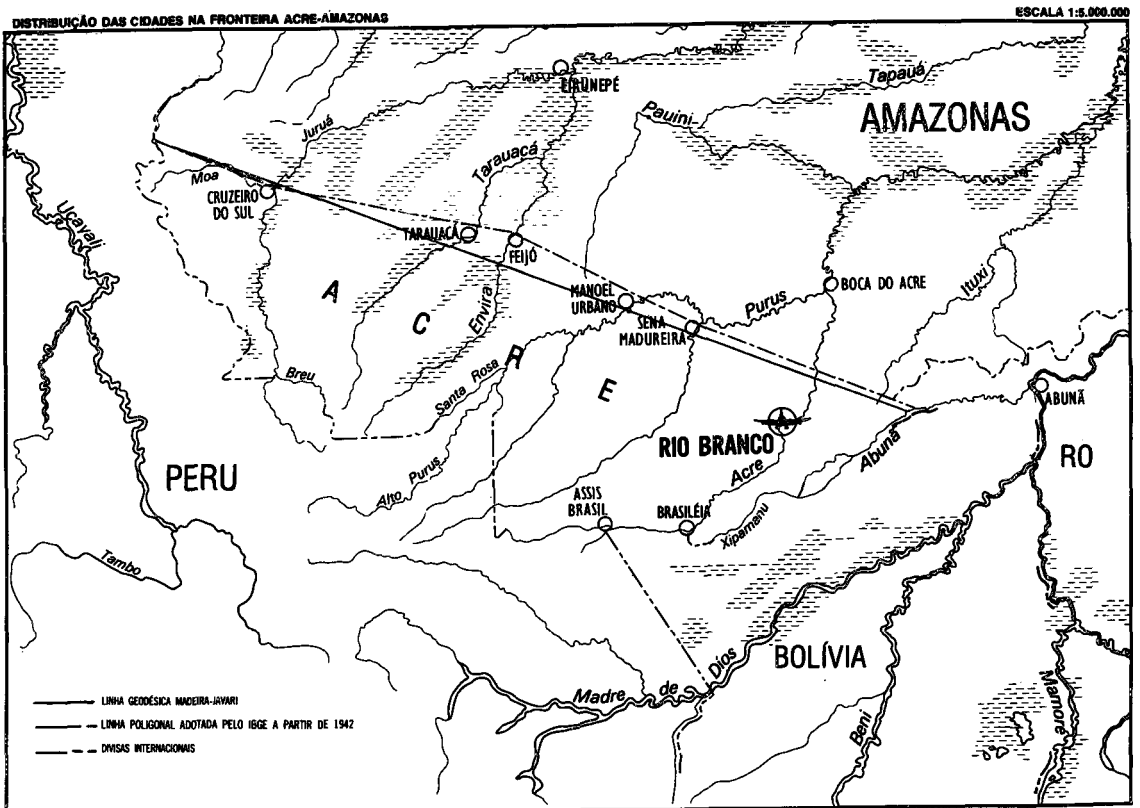 DISTRIBUIÇÃO DAS CIDADES NA FRONTEIRA ACRE-AMAZONAS
ESCALA 1:5.000.000
EIRUNEPÉ
Tapauá
AMAZONAS
Pauini
Juruá
Tarauacá
Moa
CRUZEIRO
DO SUL
Ucayali
TARAUACÁ
FEIJÓ
A
C
R
E
Envira
MANOEL
URBANO
SENA
MADUREIRA
Purus
BOCA DO ACRE
Ituxi
Breu
Santa Rosa
ABUNÃ
RIO BRANCO
A
Abunã
RO
PERU
Alto Purus
Acre
ASSIS
BRASIL
BRASILÉIA
Xipamanu
Tambo
BOLÍVIA
Madre de Dios
Beni
Mamoré
LINHA GEODÉSICA MADEIRA-JAVARI
LINHA POLIGONAL ADOTADA PELO IBGE A PARTIR DE 1942
DIVISAS INTERNACIONAIS